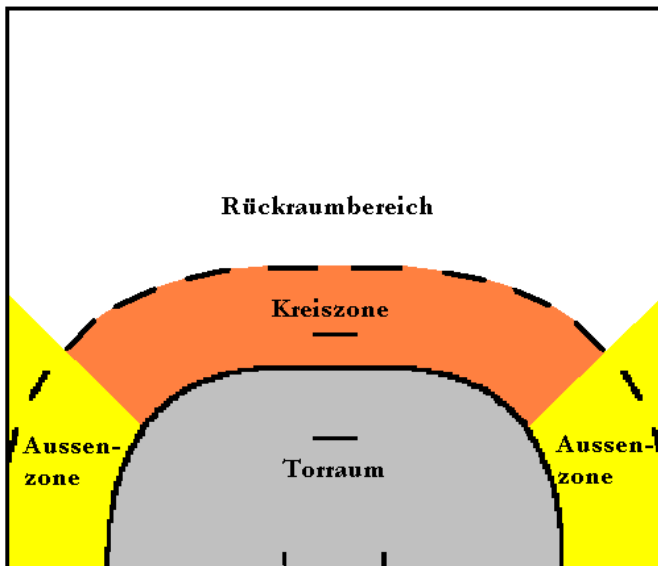 Rückraumbereich
Kreiszone
Torraum
Aussen-
zone
Aussen-
zone